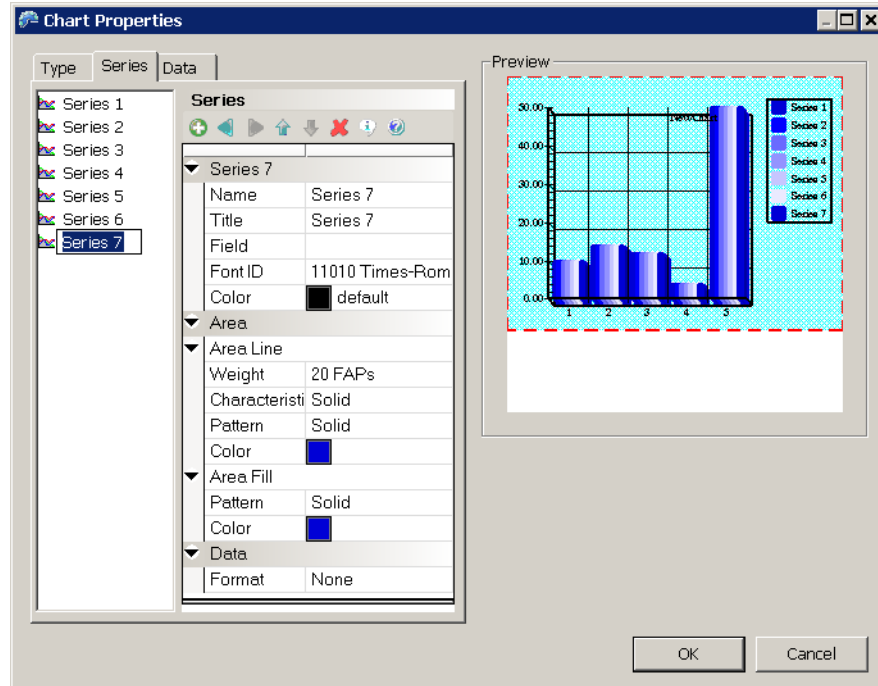 Chart Properties
Type
Series
Data
Series 1
Series 2
Series 3
Series 4
Series 5
Series 6
Series 7
Series
Series 7
Name Series 7
Title Series 7
Field
Font ID 11010 Times-Rom
Color default
Area
Area Line
Weight 20 FAPs
Characteristi Solid
Pattern Solid
Color
Area Fill
Pattern Solid
Color
Data
Format None
Preview
50.00
40.00
30.00
20.00
10.00
0.00
1 2 3 4 5
Series 1
Series 2
Series 3
Series 4
Series 5
Series 6
Series 7
OK
Cancel